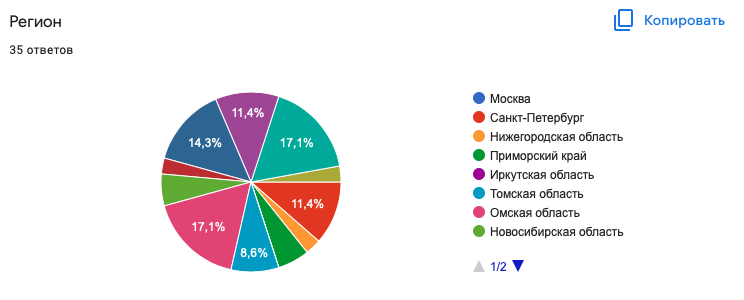 Регион
Копировать
35 ответов
11,4%
17,1%
14,3%
11,4%
17,1%
8,6%
Москва
Санкт-Петербург
Нижегородская область
Приморский край
Иркутская область
Томская область
Омская область
Новосибирская область
1/2